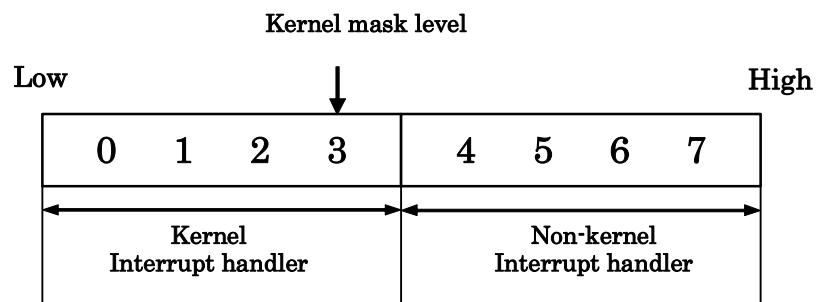 Kernel mask level
Low
High
0 1 2 3 4 5 6 7
Kernel
Interrupt handler
Non-kernel
Interrupt handler